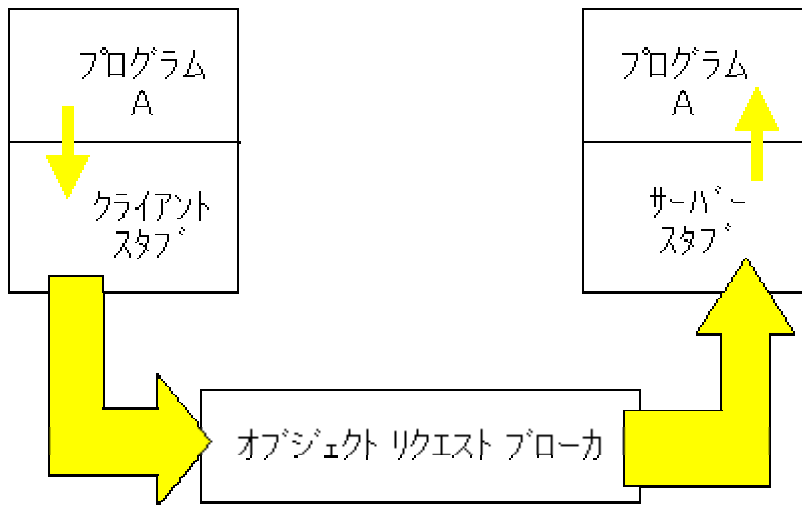 プログラム
A
クライアント
スタブ
プログラム
A
サーバー
スタブ
オブジェクト リクエスト ブローカ